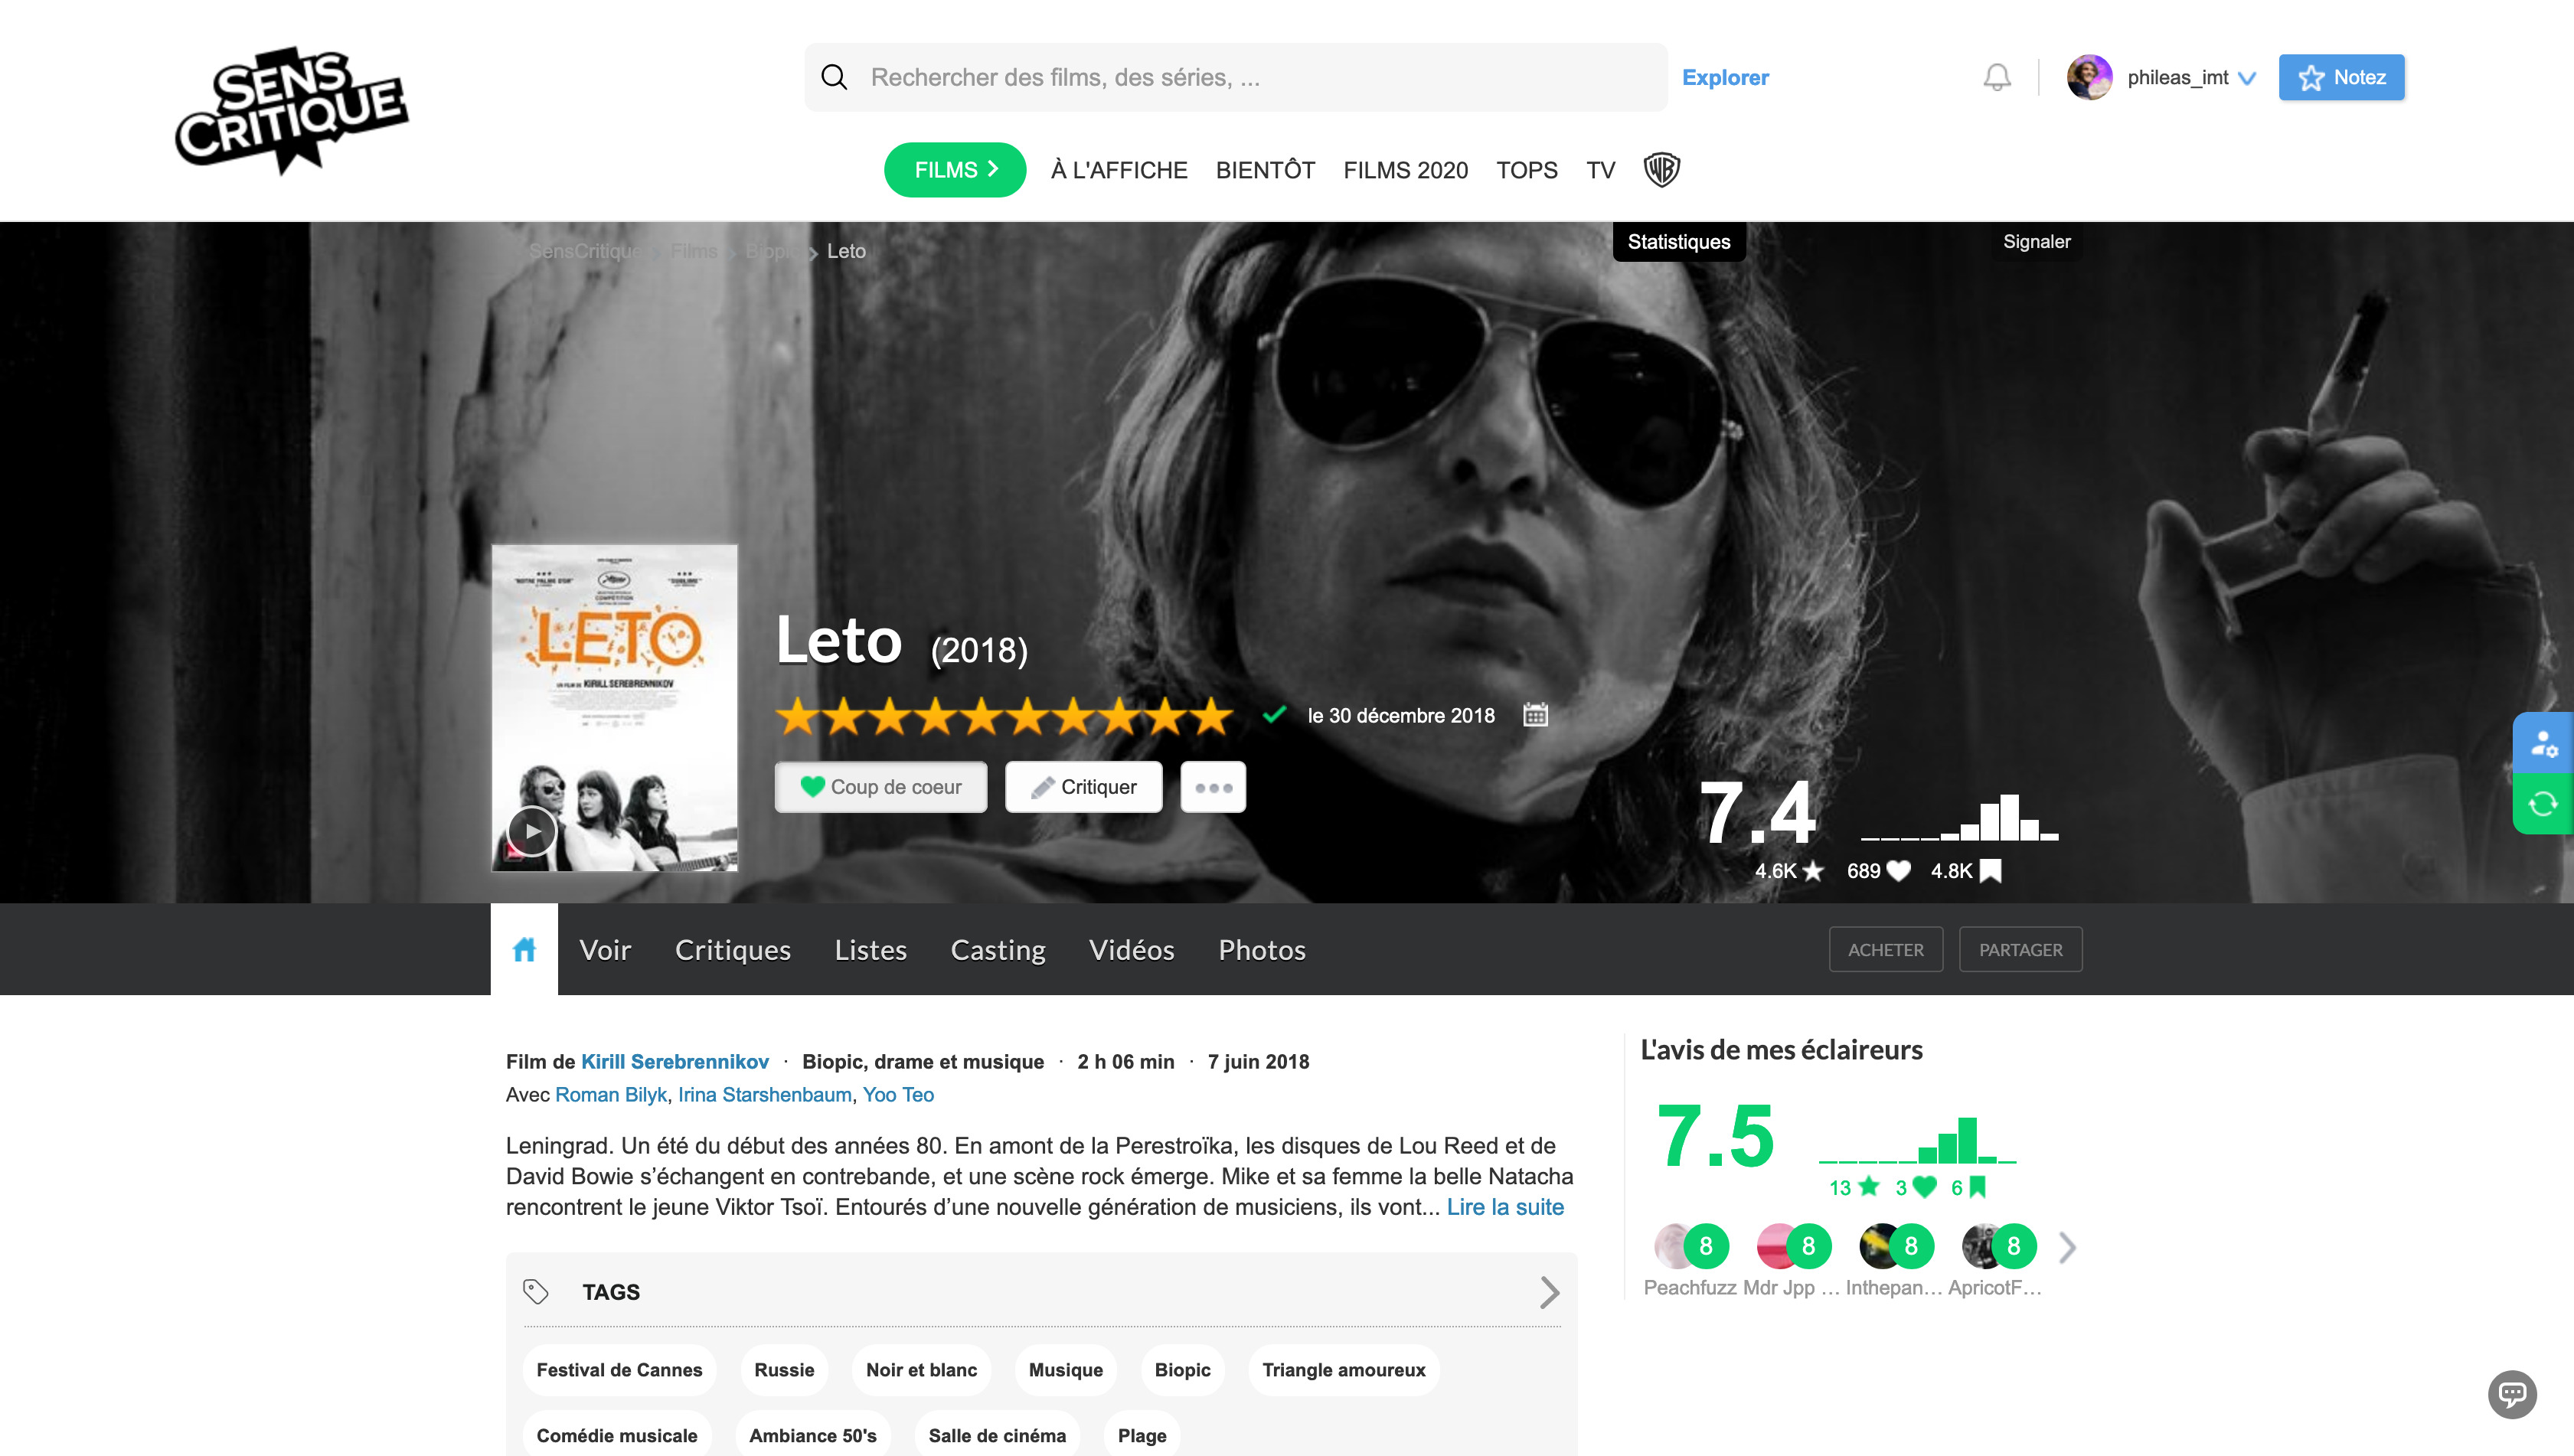 SENS
CRITIQUE
Rechercher des films, des séries, ...
Explorer
phileas_imt
Notez
FILMS
À L'AFFICHE
BIENTÔT
FILMS 2020
TOPS
TV
WB
SensCritique
Films
Biopic
Leto
Statistiques
Signaler
LETO
UN FILM DE KIRILL SEREBRENNIKOV
Leto (2018)
le 30 décembre 2018
Coup de coeur
Critiquer
7.4
4.6K
689
4.8K
Voir
Critiques
Listes
Casting
Vidéos
Photos
ACHETER
PARTAGER
Film de Kirill Serebrennikov · Biopic, drame et musique · 2 h 06 min · 7 juin 2018
Avec Roman Bilyk, Irina Starshenbaum, Yoo Teo
Leningrad. Un été du début des années 80. En amont de la Perestroïka, les disques de Lou Reed et de
David Bowie s’échangent en contrebande, et une scène rock émerge. Mike et sa femme la belle Natacha
rencontrent le jeune Viktor Tsoï. Entourés d’une nouvelle génération de musiciens, ils vont... Lire la suite
TAGS
Festival de Cannes
Russie
Noir et blanc
Musique
Biopic
Triangle amoureux
Comédie musicale
Ambiance 50's
Salle de cinéma
Plage
L'avis de mes éclaireurs
7.5
13
3
6
8
8
8
8
Peachfuzz
Mdr Jpp ...
Inthepan...
ApricotF...